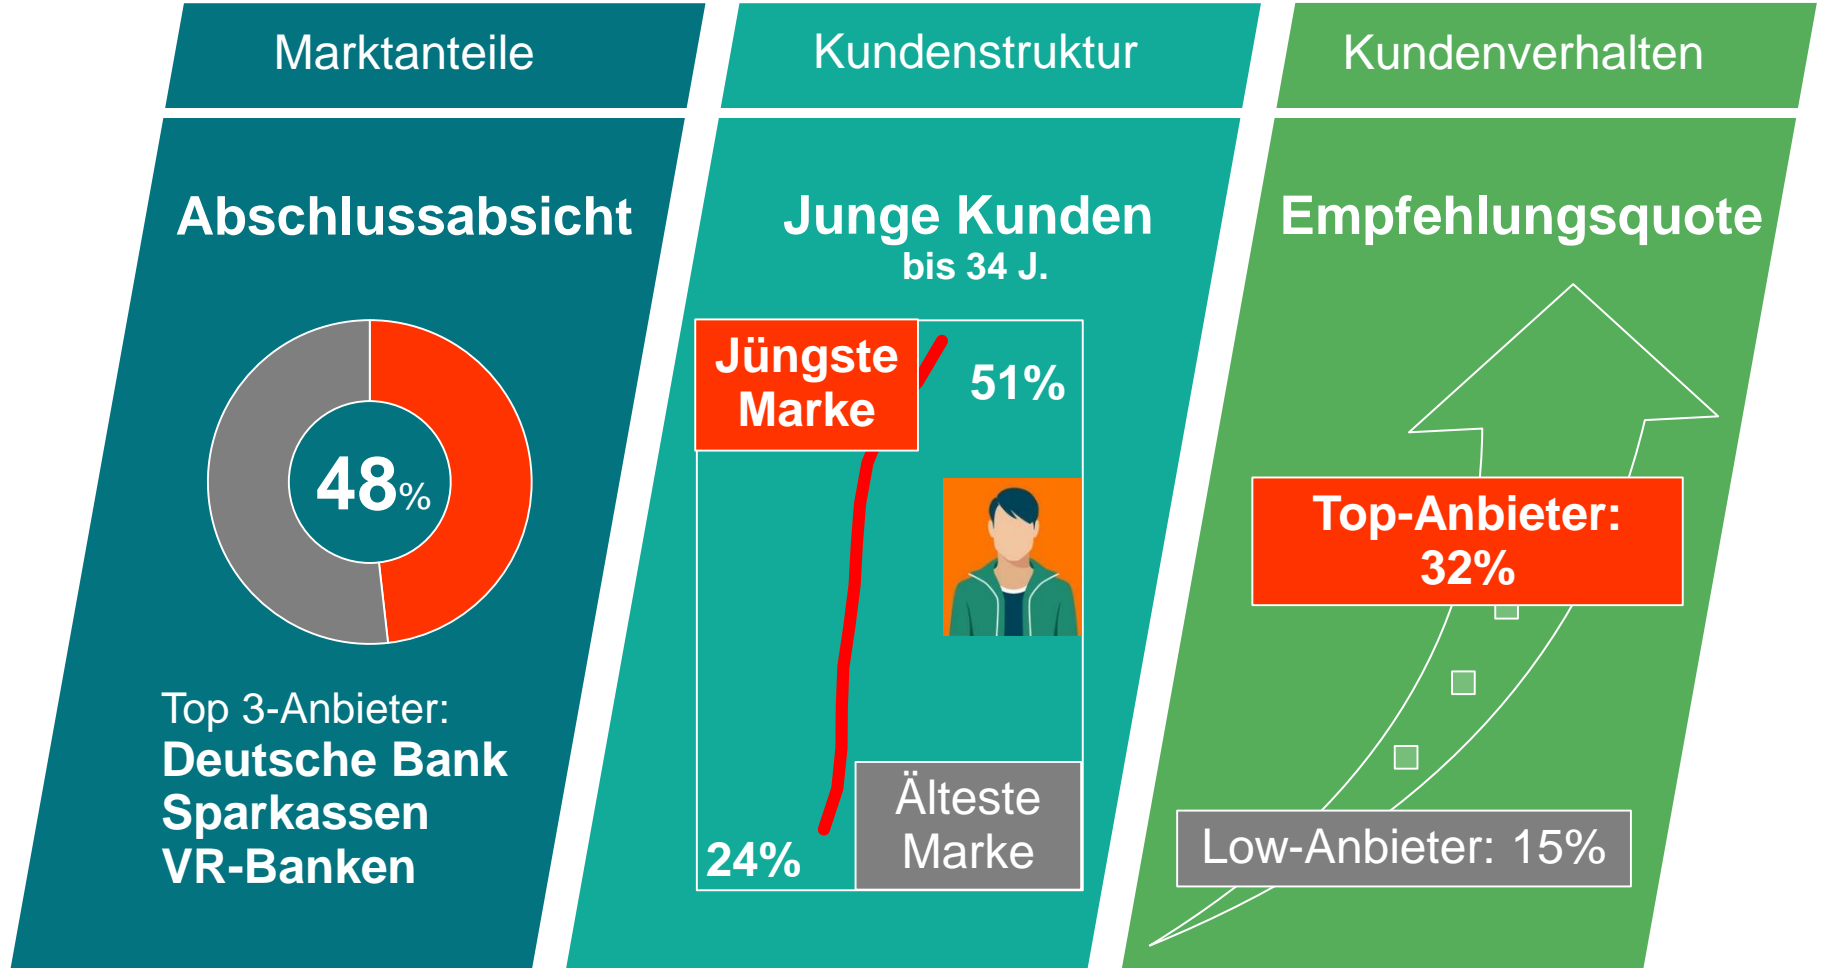 Marktanteile
Abschlussabsicht
48%
Top 3-Anbieter:
Deutsche Bank
Sparkassen
VR-Banken
Kundenstruktur
Junge Kunden
bis 34 J.
Jüngste
Marke
51%
Älteste
Marke
24%
Kundenverhalten
Empfehlungsquote
Top-Anbieter:
32%
Low-Anbieter: 15%